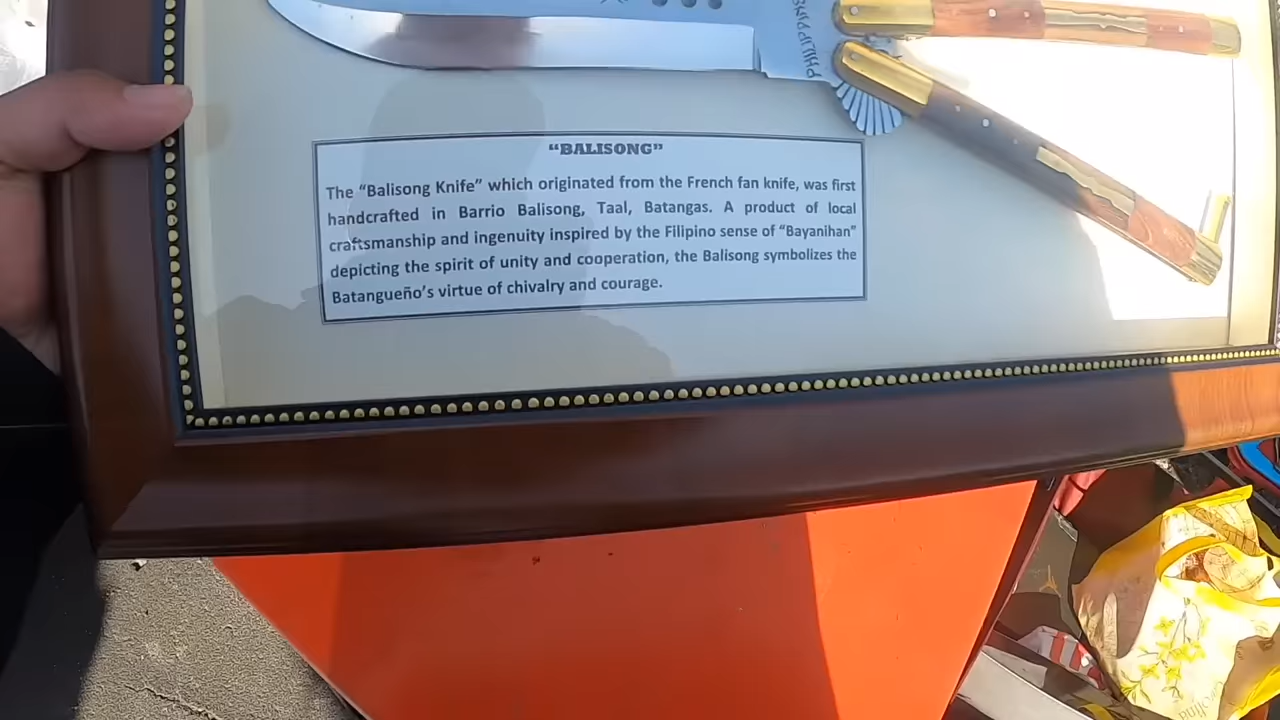 PHILIPPINES
“BALISONG”
The “Balisong Knife” which originated from the French fan knife, was first
handcrafted in Barrio Balisong, Taal, Batangas. A product of local
craftsmanship and ingenuity inspired by the Filipino sense of “Bayanihan”
depicting the spirit of unity and cooperation, the Balisong symbolizes the
Batangueño’s virtue of chivalry and courage.